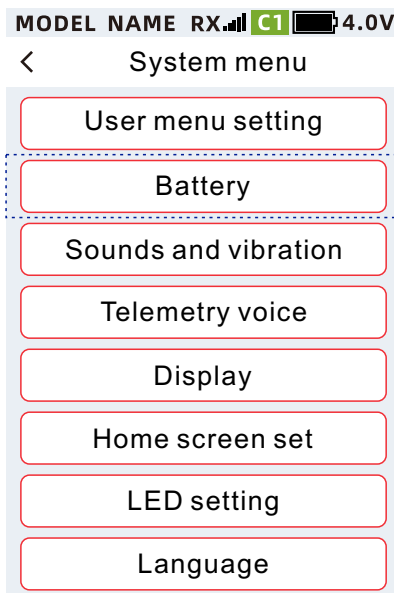 MODEL NAME RX C1 4.0V
System menu
User menu setting
Battery
Sounds and vibration
Telemetry voice
Display
Home screen set
LED setting
Language